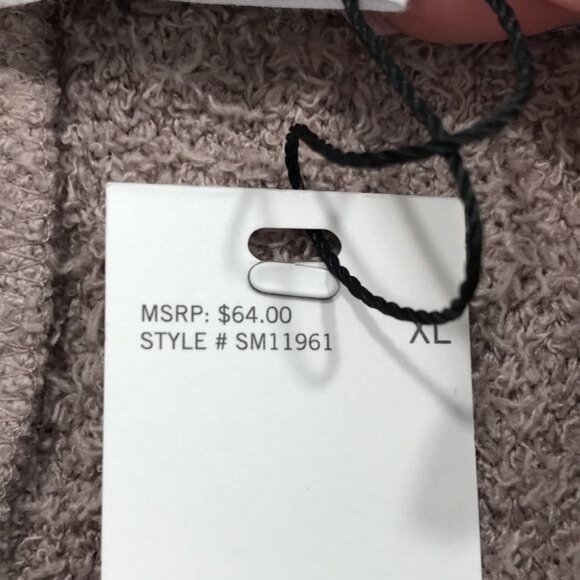 MSRP: $64.00
STYLE # SM11961
XL